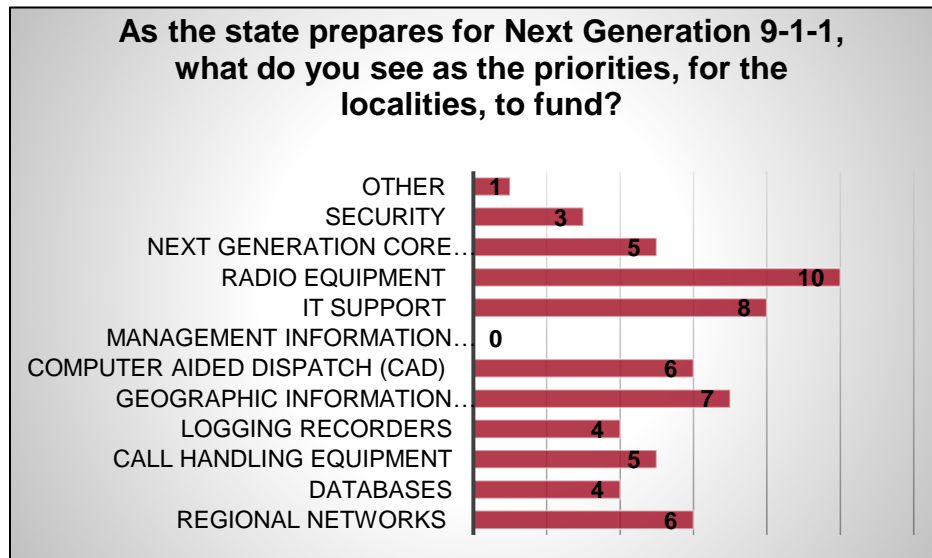 As the state prepares for Next Generation 9-1-1,
what do you see as the priorities, for the
localities, to fund?
OTHER 1
SECURITY 3
NEXT GENERATION CORE… 5
RADIO EQUIPMENT 10
IT SUPPORT 8
MANAGEMENT INFORMATION… 0
COMPUTER AIDED DISPATCH (CAD) 6
GEOGRAPHIC INFORMATION… 7
LOGGING RECORDERS 4
CALL HANDLING EQUIPMENT 5
DATABASES 4
REGIONAL NETWORKS 6